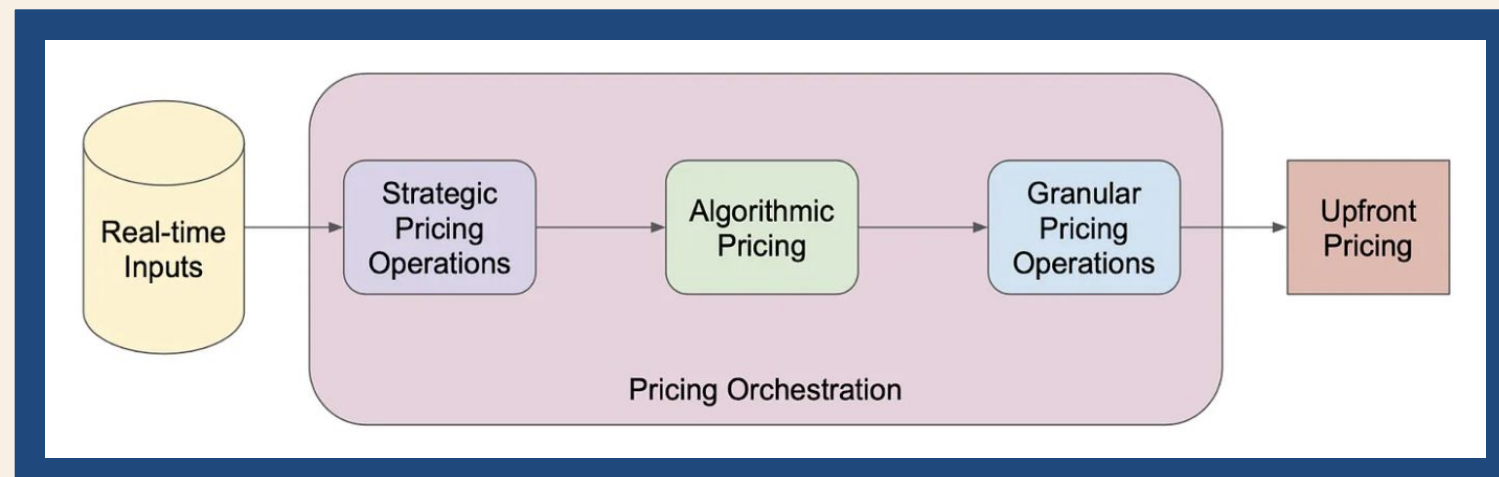 Real-time
Inputs
Strategic
Pricing
Operations
Algorithmic
Pricing
Granular
Pricing
Operations
Upfront
Pricing
Pricing Orchestration